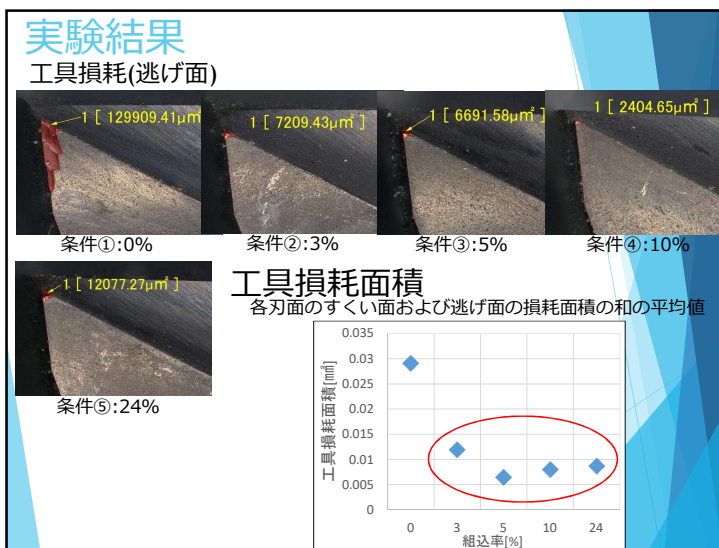 実験結果
工具損耗(逃げ面)
1 [ 129909.41μm²
1 [ 7209.43μm² ]
1 [ 6691.58μm² ]
1 [ 2404.65μm² ]
条件①:0%
条件②:3%
条件③:5%
条件④:10%
1 [ 12077.27μm² ]
条件⑤:24%
工具損耗面積
各刃面のすくい面および逃げ面の損耗面積の和の平均値
工具損耗面積[m㎡]
0.035
0.03
0.025
0.02
0.015
0.01
0.005
0
0 3 5 10 24
組込率[%]